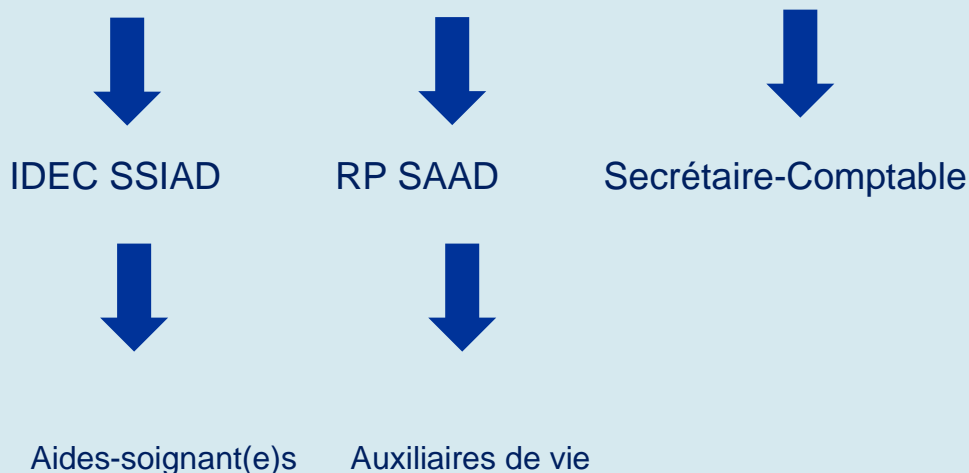 IDEC SSIAD RP SAAD Secrétaire-Comptable
Aides-soignant(e)s Auxiliaires de vie